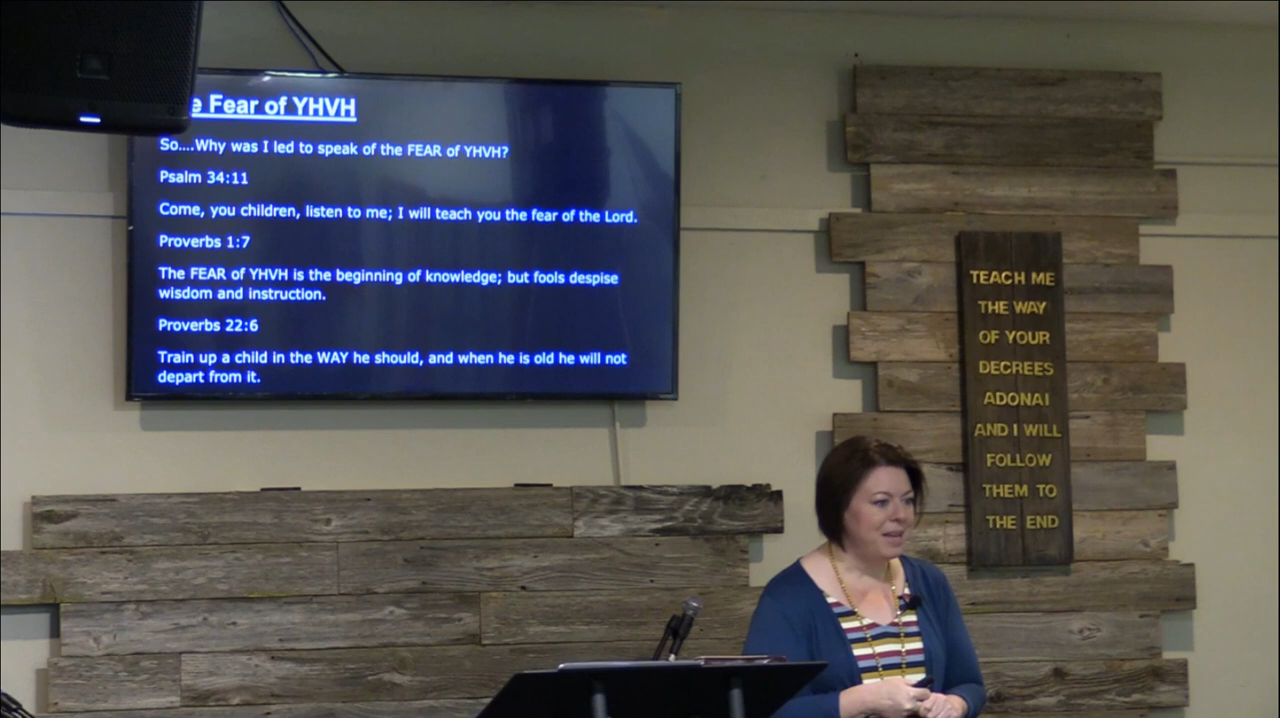 Fear of YHVH
So....Why was I led to speak of the FEAR of YHVH?
Psalm 34:11
Come, you children, listen to me; I will teach you the fear of the Lord.
Proverbs 1:7
The FEAR of YHVH is the beginning of knowledge; but fools despise
wisdom and instruction.
Proverbs 22:6
Train up a child in the WAY he should, and when he is old he will not
depart from it.
TEACH ME
THE WAY
OF YOUR
DECREES
ADONAI
AND I WILL
FOLLOW
THEM TO
THE END